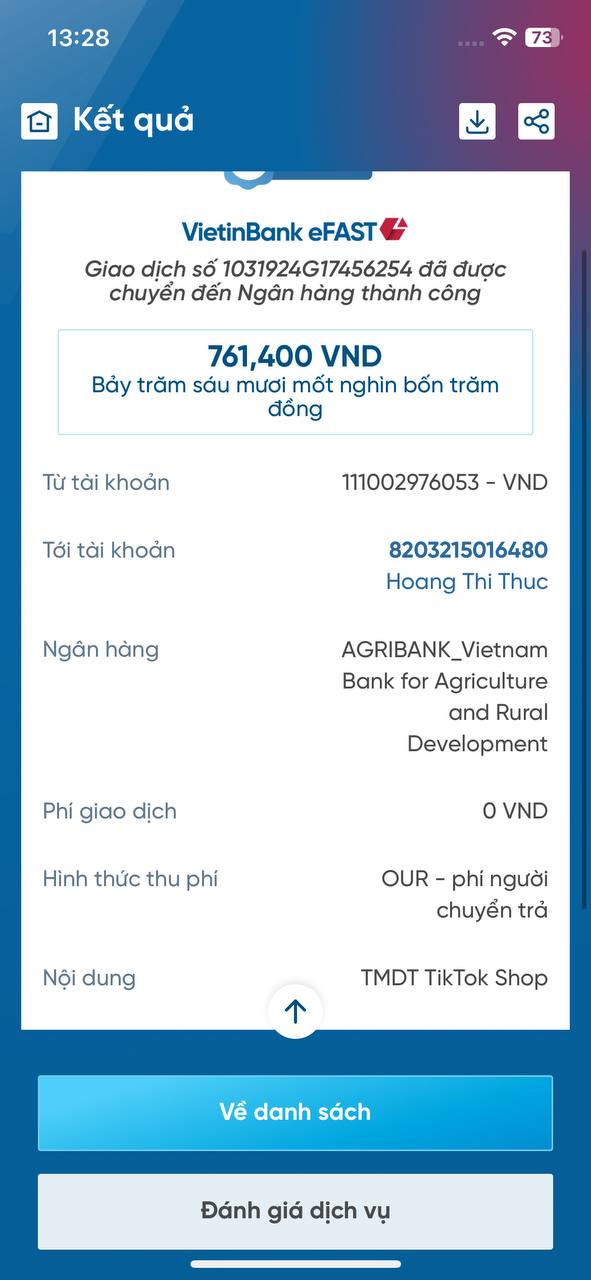 13:28
73
Kết quả
VietinBank eFAST
Giao dịch số 1031924G17456254 đã được
chuyển đến Ngân hàng thành công
761,400 VND
Bảy trăm sáu mươi mốt nghìn bốn trăm
đồng
Từ tài khoản 111002976053 - VND
Tới tài khoản 8203215016480
Hoang Thi Thuc
Ngân hàng AGRIBANK_Vietnam
Bank for Agriculture
and Rural
Development
Phí giao dịch 0 VND
Hình thức thu phí OUR - phí người
chuyển trả
Nội dung TMDT TikTok Shop
Về danh sách
Đánh giá dịch vụ